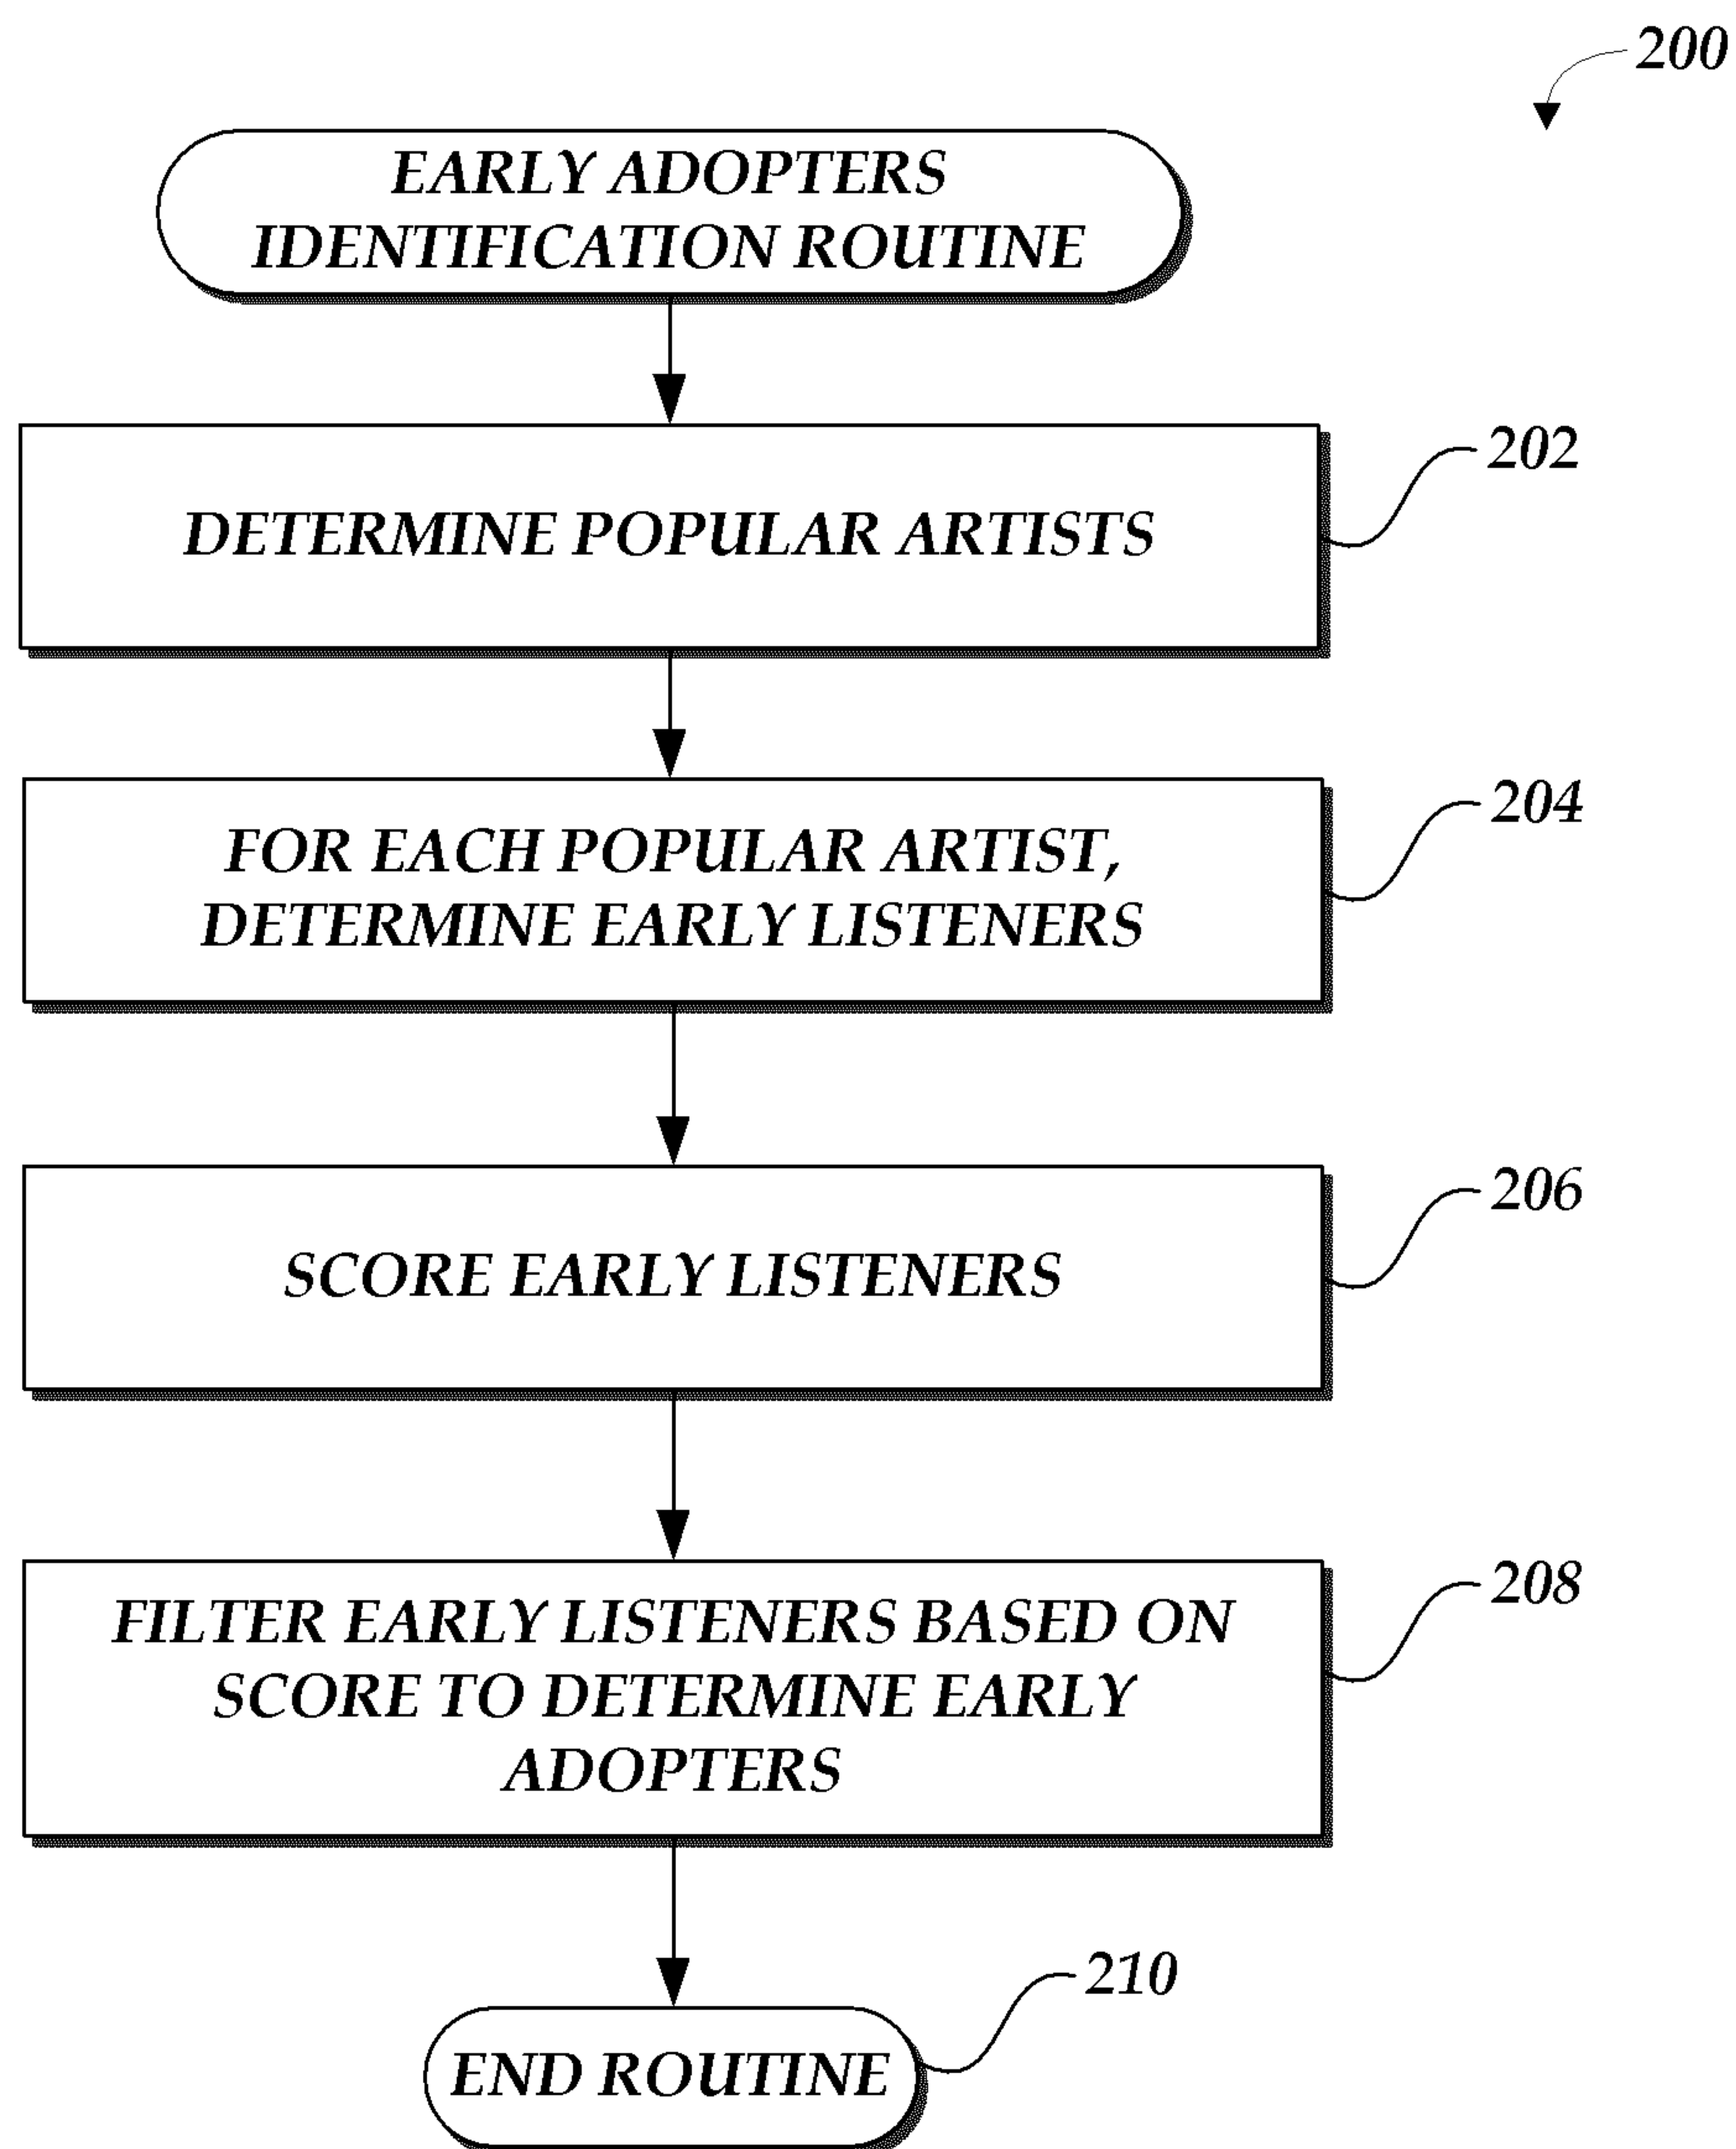 200
EARLY ADOPTERS
IDENTIFICATION ROUTINE
202
DETERMINE POPULAR ARTISTS
204
FOR EACH POPULAR ARTIST,
DETERMINE EARLY LISTENERS
206
SCORE EARLY LISTENERS
208
FILTER EARLY LISTENERS BASED ON
SCORE TO DETERMINE EARLY
ADOPTERS
210
END ROUTINE